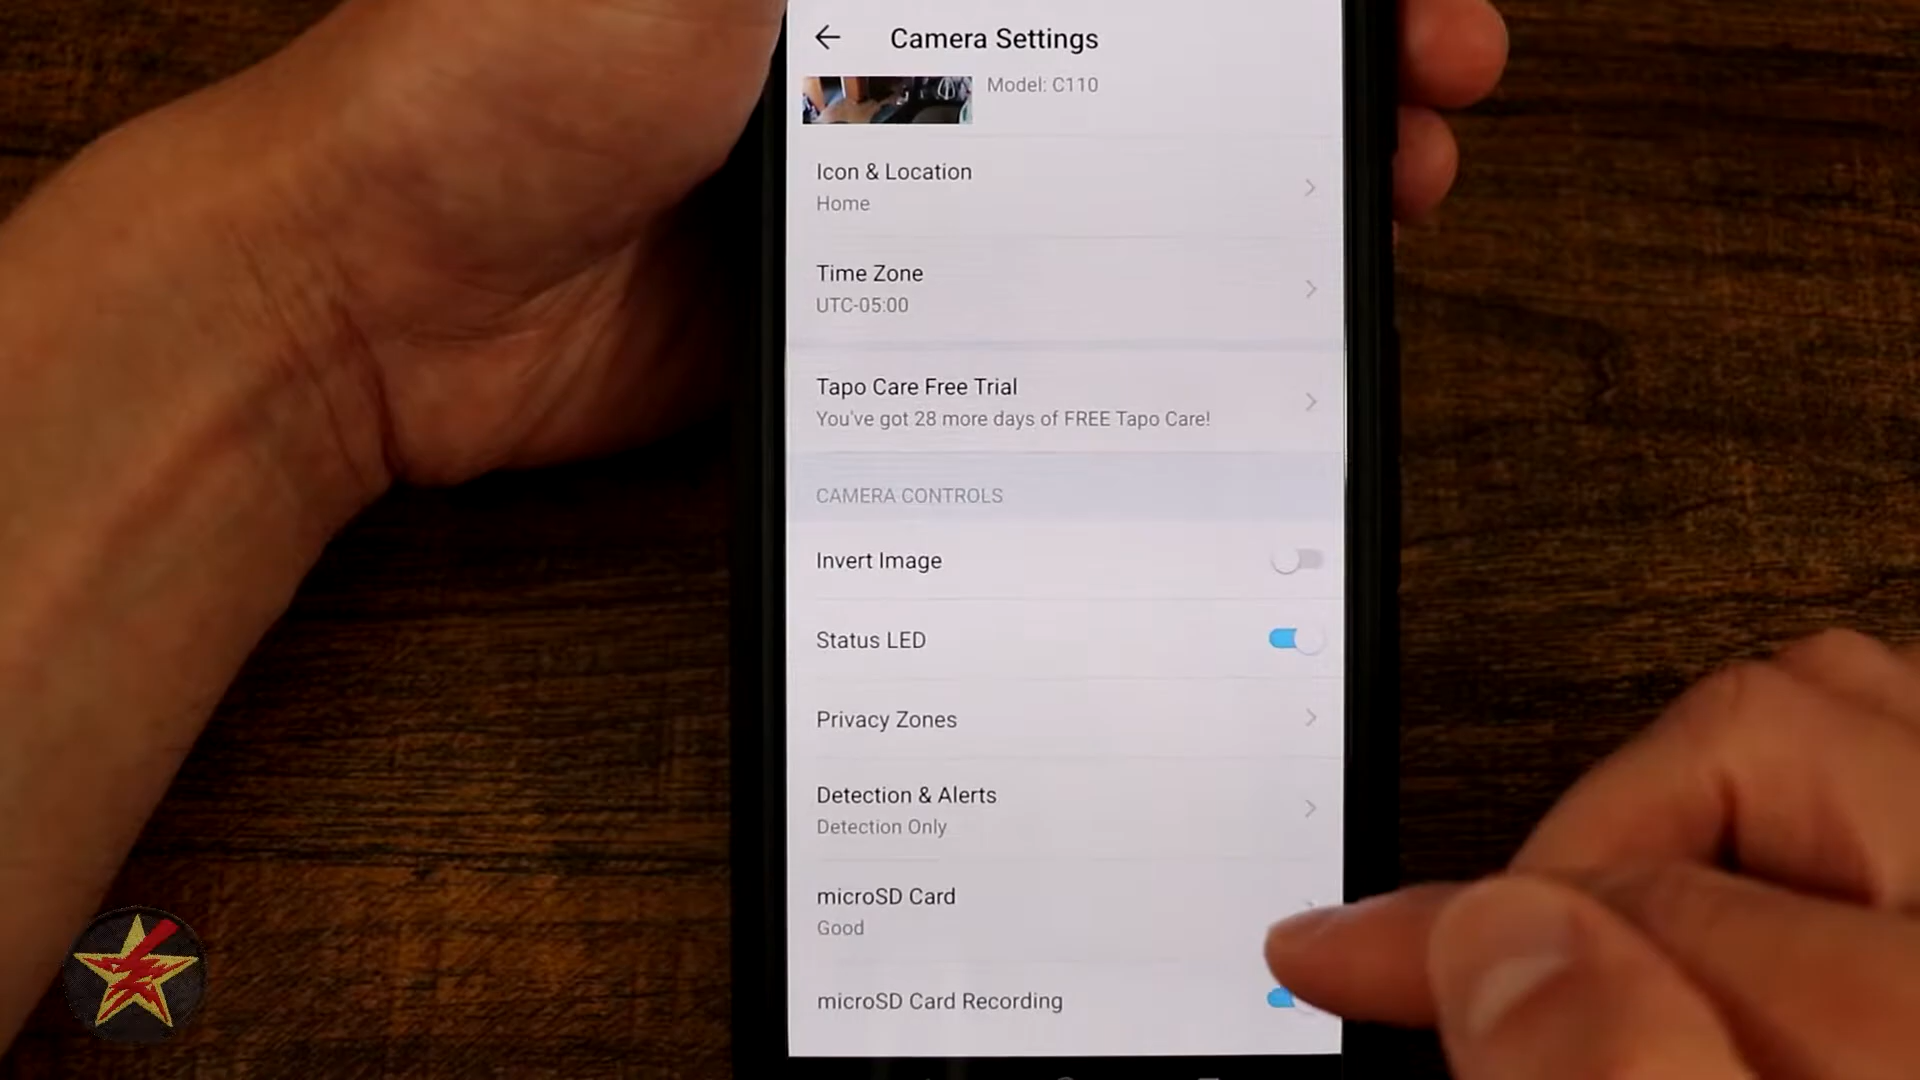 Camera Settings
Model: C110
Icon & Location
Home
Time Zone
UTC-05:00
Tapo Care Free Trial
You've got 28 more days of FREE Tapo Care!
CAMERA CONTROLS
Invert Image
Status LED
Privacy Zones
Detection & Alerts
Detection Only
microSD Card
Good
microSD Card Recording